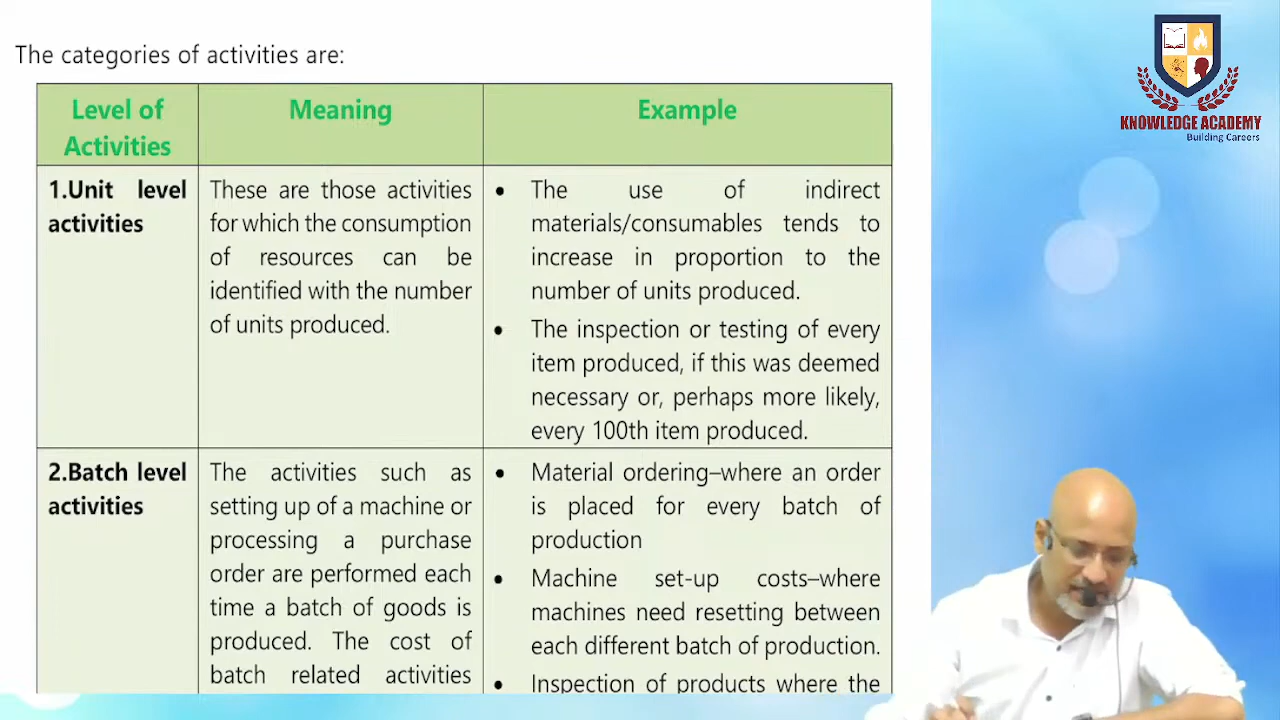 The categories of activities are:
Level of
Activities
Meaning
Example
1.Unit level
activities
These are those activities
for which the consumption
of resources can be
identified with the number
of units produced.
• The use of indirect
materials/consumables tends to
increase in proportion to the
number of units produced.
• The inspection or testing of every
item produced, if this was deemed
necessary or, perhaps more likely,
every 100th item produced.
2.Batch level
activities
The activities such as
setting up of a machine or
processing a purchase
order are performed each
time a batch of goods is
produced. The cost of
batch related activities
• Material ordering–where an order
is placed for every batch of
production
• Machine set-up costs–where
machines need resetting between
each different batch of production.
• Inspection of products where the
KNOWLEDGE ACADEMY
Building Careers